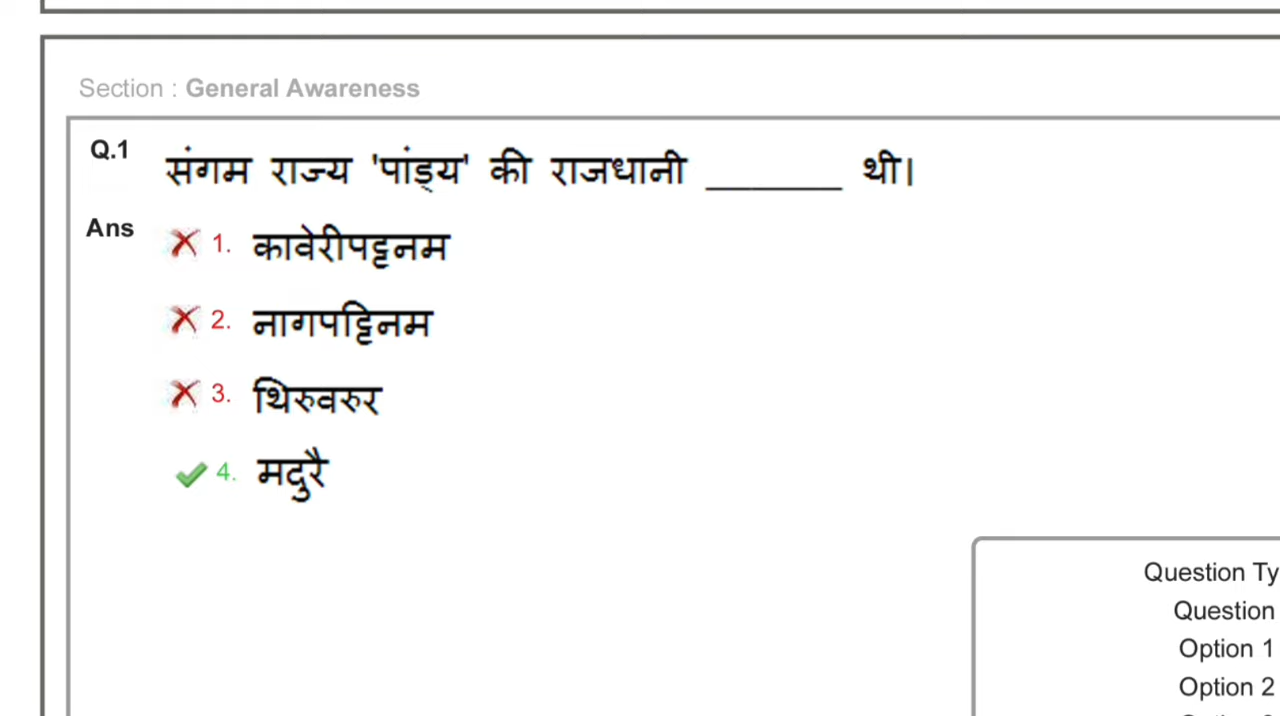 Section : General Awareness
Q.1 संगम राज्य 'पांड्य' की राजधानी ________ थी।
Ans 1. कावेरीपट्टनम
2. नागपट्टिनम
3. थिरुवरुर
4. मदुरै
Question Ty
Question
Option 1
Option 2